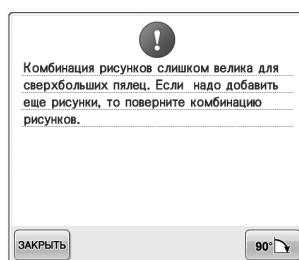 Комбинация рисунков слишком велика для
сверхбольших пялец. Если надо добавить
еще рисунки, то поверните комбинацию
рисунков.
ЗАКРЫТЬ
90°